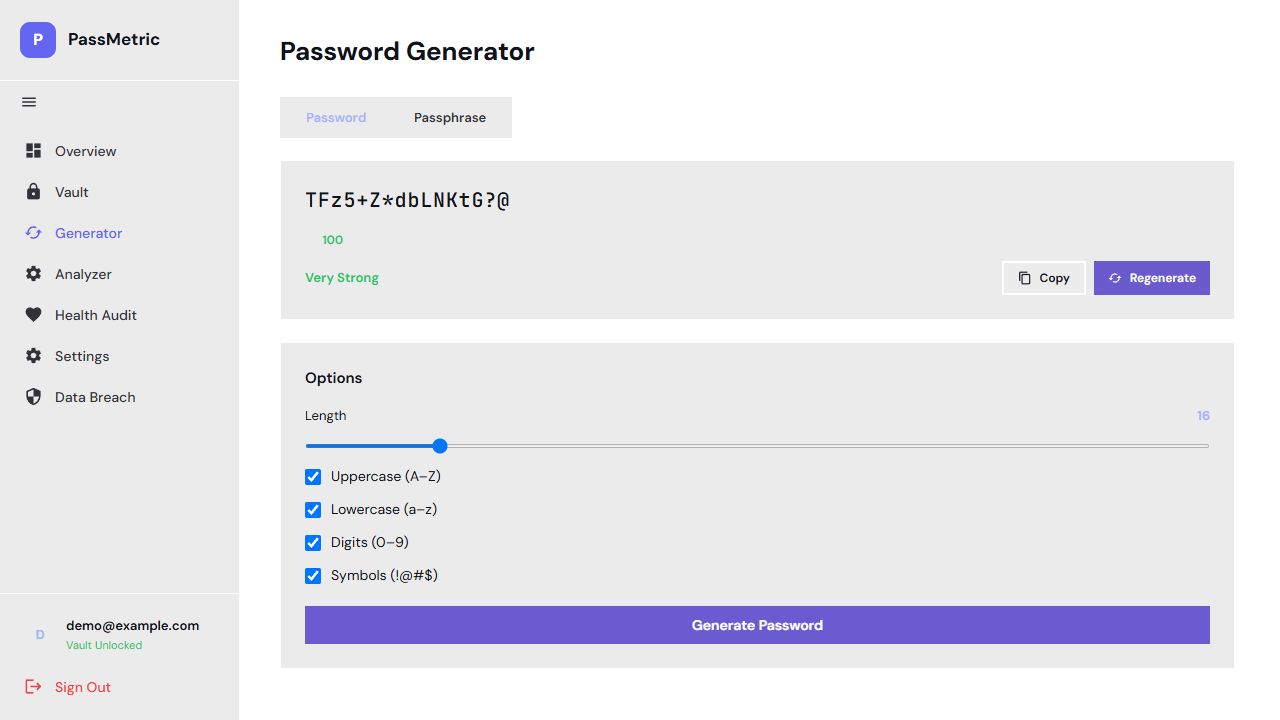 P
PassMetric
Overview
Vault
Generator
Analyzer
Health Audit
Settings
Data Breach
D
demo@example.com
Vault Unlocked
Sign Out
Password Generator
Password
Passphrase
TFz5+Z*dbLNKtG?@
100
Very Strong
Copy
Regenerate
Options
Length
16
Uppercase (A–Z)
Lowercase (a–z)
Digits (0–9)
Symbols (!@#$)
Generate Password